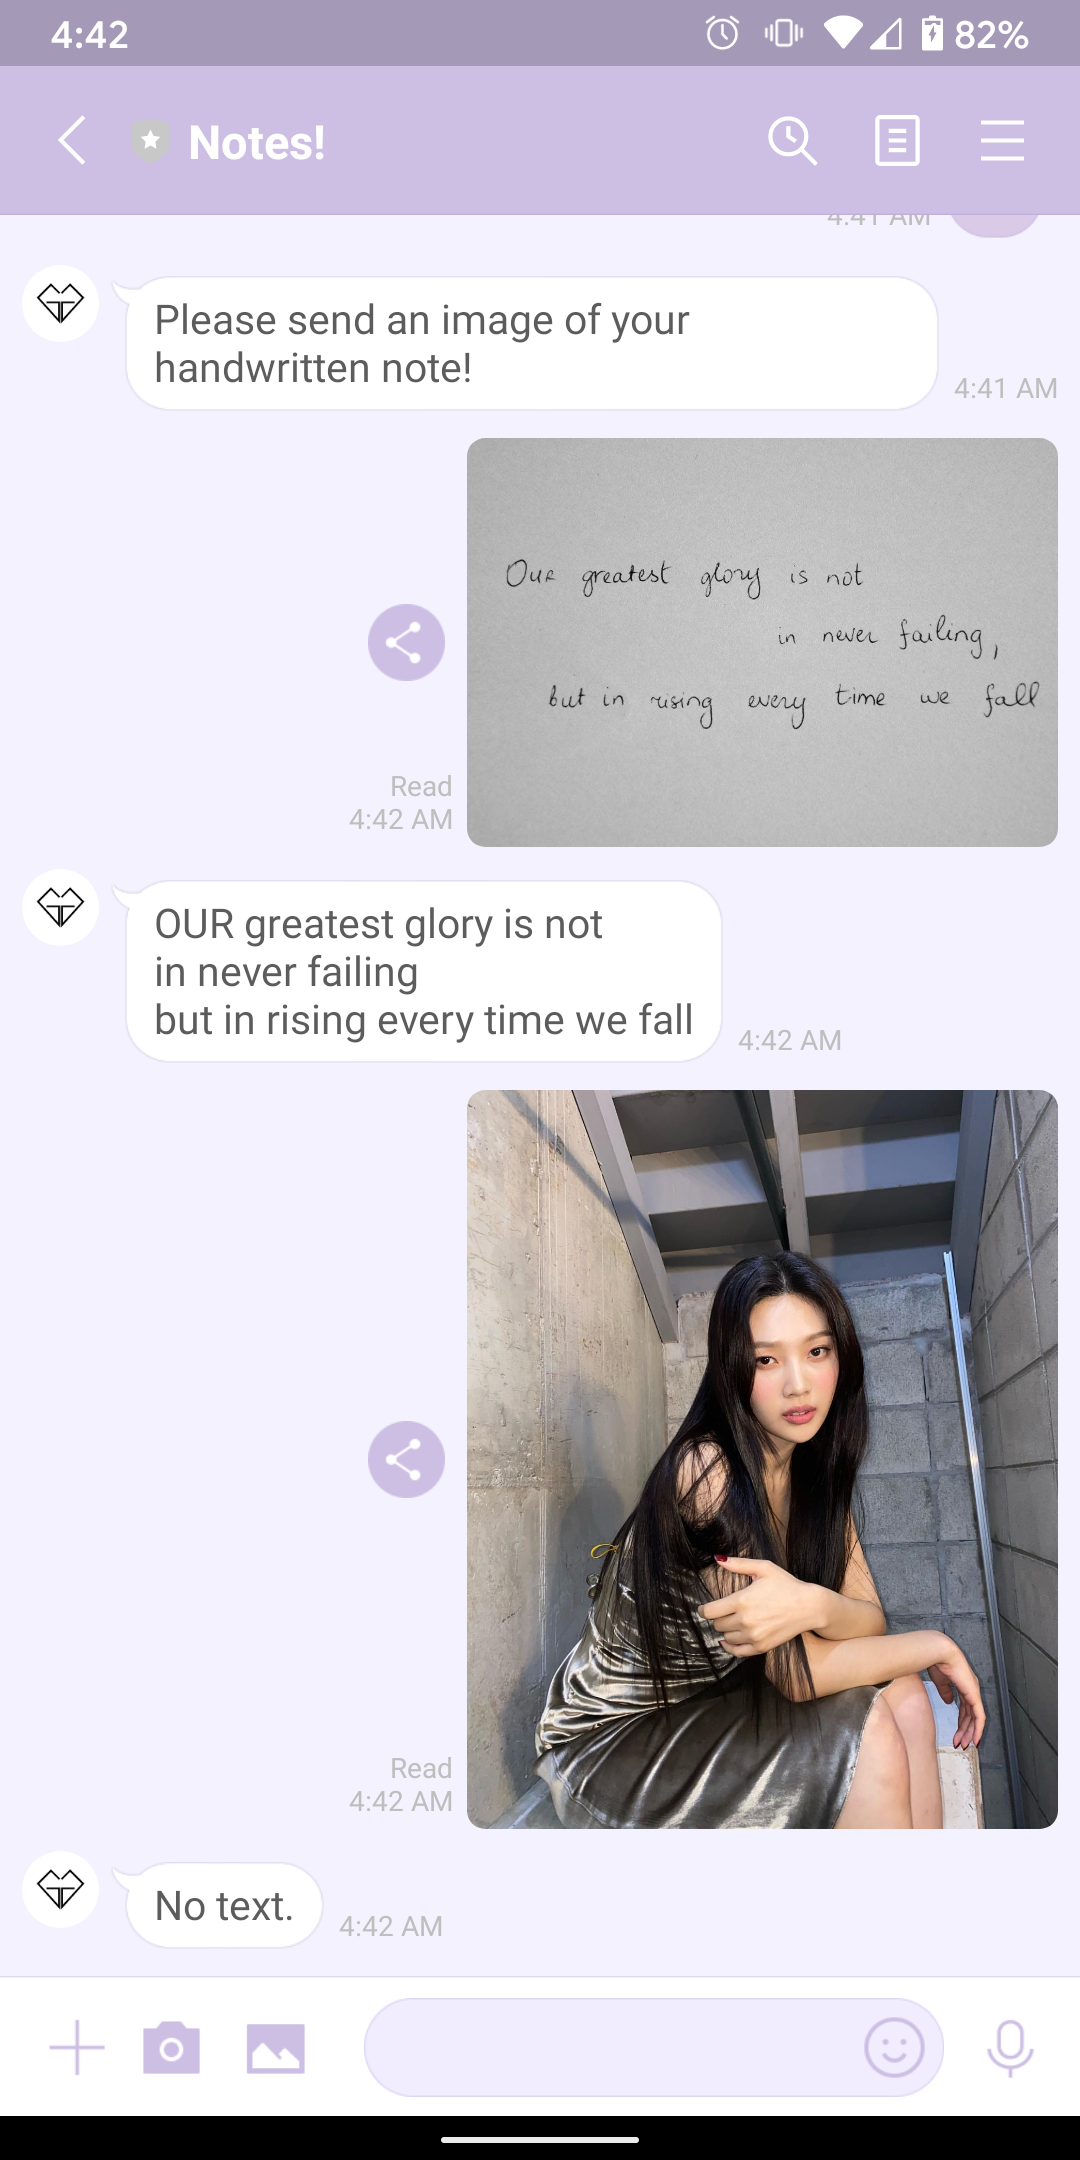 4:42
82%
Notes!
4:41 AM
Please send an image of your
handwritten note!
4:41 AM
Our greatest glory is not
in never failing,
but in rising every time we fall
Read
4:42 AM
OUR greatest glory is not
in never failing
but in rising every time we fall
4:42 AM
Read
4:42 AM
No text.
4:42 AM